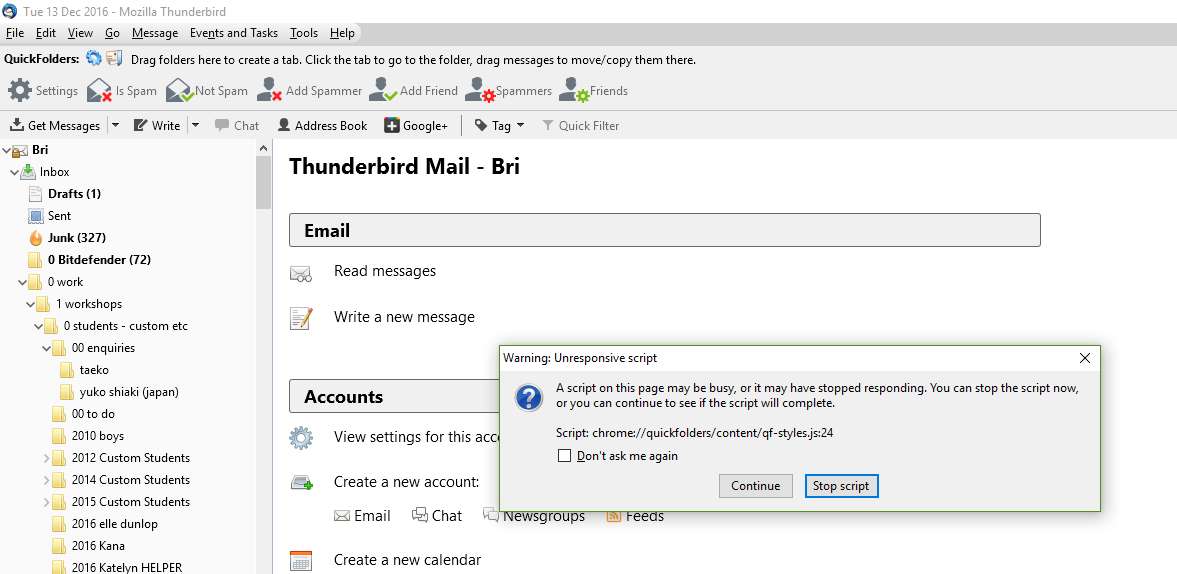 Tue 13 Dec 2016 - Mozilla Thunderbird
File Edit View Go Message Events and Tasks Tools Help
QuickFolders: Drag folders here to create a tab. Click the tab to go to the folder, drag messages to move/copy them there.
Settings Is Spam Not Spam Add Spammer Add Friend Spammers Friends
Get Messages Write Chat Address Book Google+ Tag Quick Filter
Bri
Inbox
Drafts (1)
Sent
Junk (327)
0 Bitdefender (72)
0 work
1 workshops
0 students - custom etc
00 enquiries
taeko
yuko shiaki (japan)
00 to do
2010 boys
2012 Custom Students
2014 Custom Students
2015 Custom Students
2016 elle dunlop
2016 Kana
2016 Katelyn HELPER
Thunderbird Mail - Bri
Email
Read messages
Write a new message
Accounts
View settings for this acc
Create a new account:
Email Chat Newsgroups Feeds
Create a new calendar
Warning: Unresponsive script
A script on this page may be busy, or it may have stopped responding. You can stop the script now,
or you can continue to see if the script will complete.
Script: chrome://quickfolders/content/qf-styles.js:24
Don't ask me again
Continue Stop script